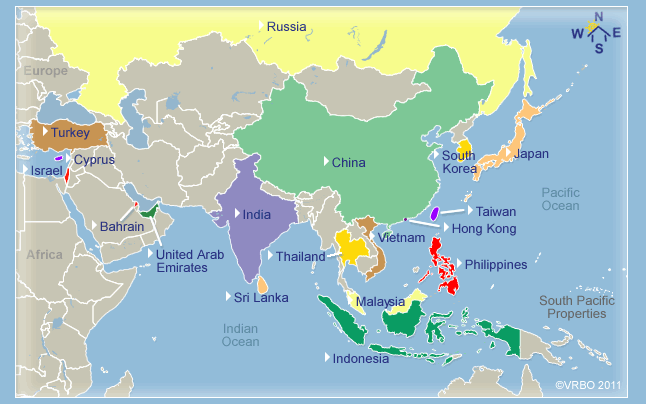 N
W E
S
Russia
Europe
Turkey
Cyprus
Israel
China
South
Korea
Japan
Pacific
Ocean
India
Taiwan
Hong Kong
Bahrain
Africa
United Arab
Emirates
Thailand
Vietnam
Philippines
Sri Lanka
Malaysia
South Pacific
Properties
Indian
Ocean
Indonesia
©VRBO 2011